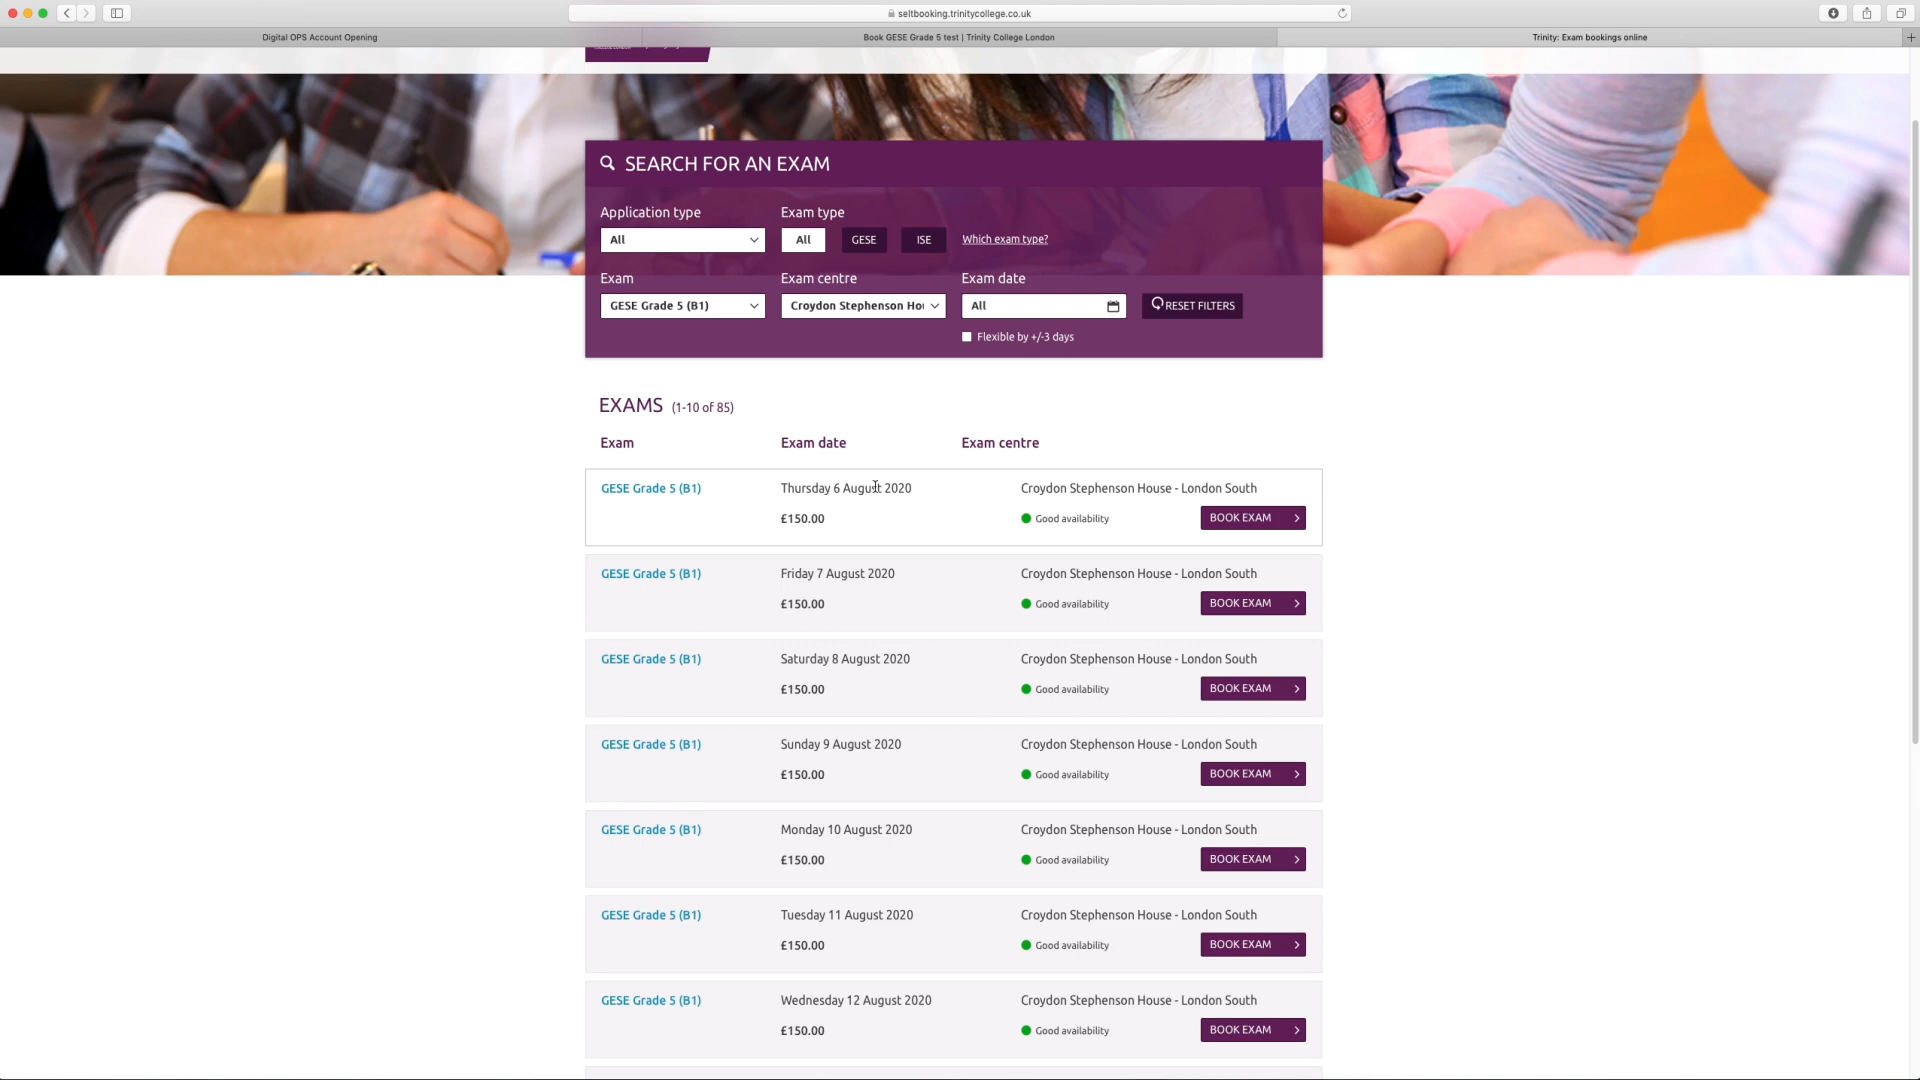 seltbooking.trinitycollege.co.uk
Digital OPS Account Opening
Book GESE Grade 5 test | Trinity College London
Trinity: Exam bookings online
SEARCH FOR AN EXAM
Application type
Exam type
All
All
GESE
ISE
Which exam type?
Exam
Exam centre
Exam date
GESE Grade 5 (B1)
Croydon Stephenson Hou
All
RESET FILTERS
Flexible by +/-3 days
EXAMS (1-10 of 85)
Exam
Exam date
Exam centre
GESE Grade 5 (B1)
Thursday 6 August 2020
Croydon Stephenson House - London South
£150.00
Good availability
BOOK EXAM
GESE Grade 5 (B1)
Friday 7 August 2020
Croydon Stephenson House - London South
£150.00
Good availability
BOOK EXAM
GESE Grade 5 (B1)
Saturday 8 August 2020
Croydon Stephenson House - London South
£150.00
Good availability
BOOK EXAM
GESE Grade 5 (B1)
Sunday 9 August 2020
Croydon Stephenson House - London South
£150.00
Good availability
BOOK EXAM
GESE Grade 5 (B1)
Monday 10 August 2020
Croydon Stephenson House - London South
£150.00
Good availability
BOOK EXAM
GESE Grade 5 (B1)
Tuesday 11 August 2020
Croydon Stephenson House - London South
£150.00
Good availability
BOOK EXAM
GESE Grade 5 (B1)
Wednesday 12 August 2020
Croydon Stephenson House - London South
£150.00
Good availability
BOOK EXAM